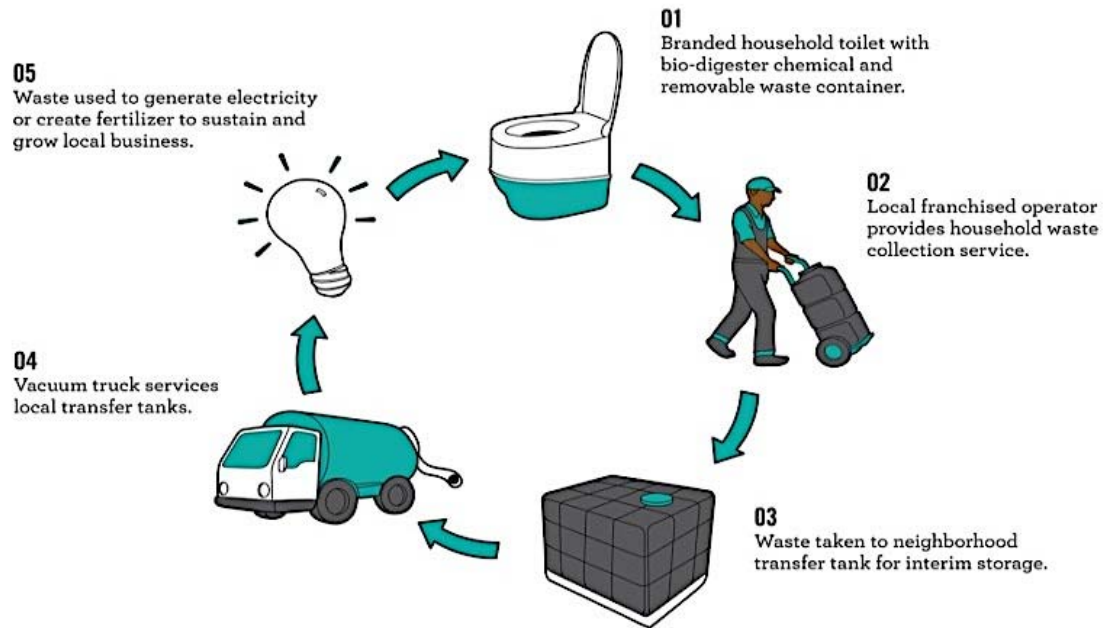 01
Branded household toilet with
bio-digester chemical and
removable waste container.
02
Local franchised operator
provides household waste
collection service.
03
Waste taken to neighborhood
transfer tank for interim storage.
04
Vacuum truck services
local transfer tanks.
05
Waste used to generate electricity
or create fertilizer to sustain and
grow local business.